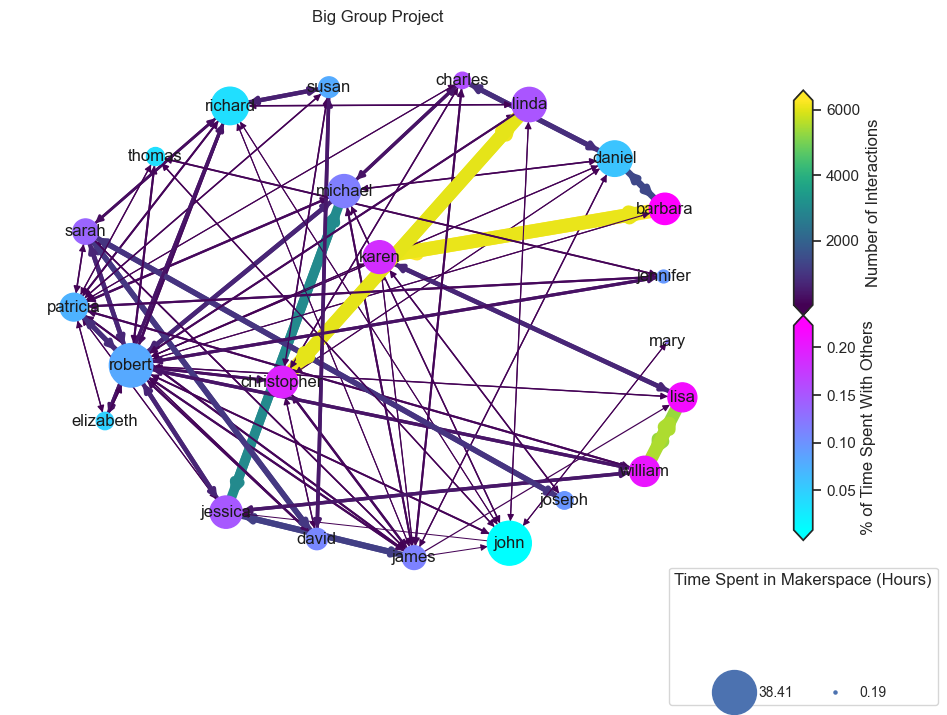 Big Group Project
charles
susan
linda
richard
thomas
daniel
michael
barbara
sarah
karen
jennifer
patricia
mary
robert
christopher
lisa
elizabeth
william
joseph
jessica
david
john
james
6000
4000
2000
Number of Interactions
0.20
0.15
0.10
0.05
% of Time Spent With Others
Time Spent in Makerspace (Hours)
38.41 0.19